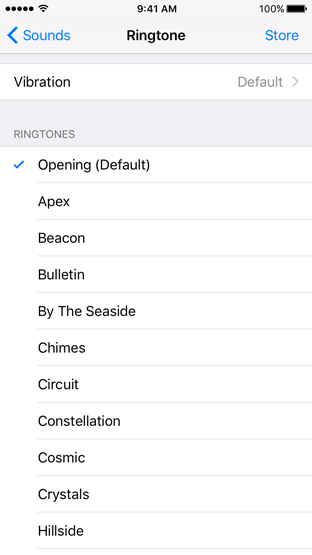 9:41 AM 100%
Sounds Ringtone Store
Vibration Default
RINGTONES
Opening (Default)
Apex
Beacon
Bulletin
By The Seaside
Chimes
Circuit
Constellation
Cosmic
Crystals
Hillside